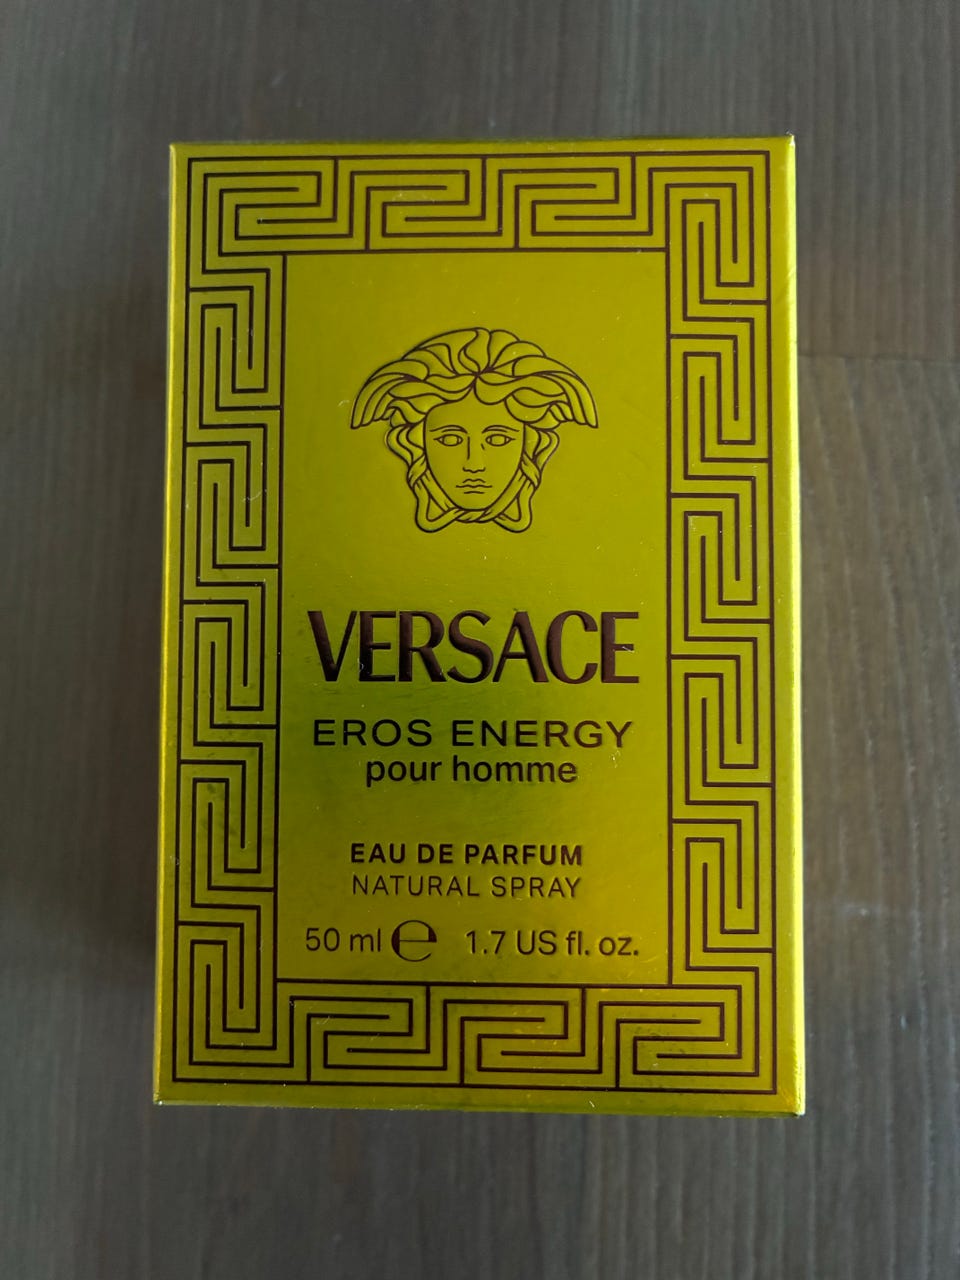 VERSACE
EROS ENERGY
pour homme
EAU DE PARFUM
NATURAL SPRAY
50 ml ℮ 1.7 US fl. oz.